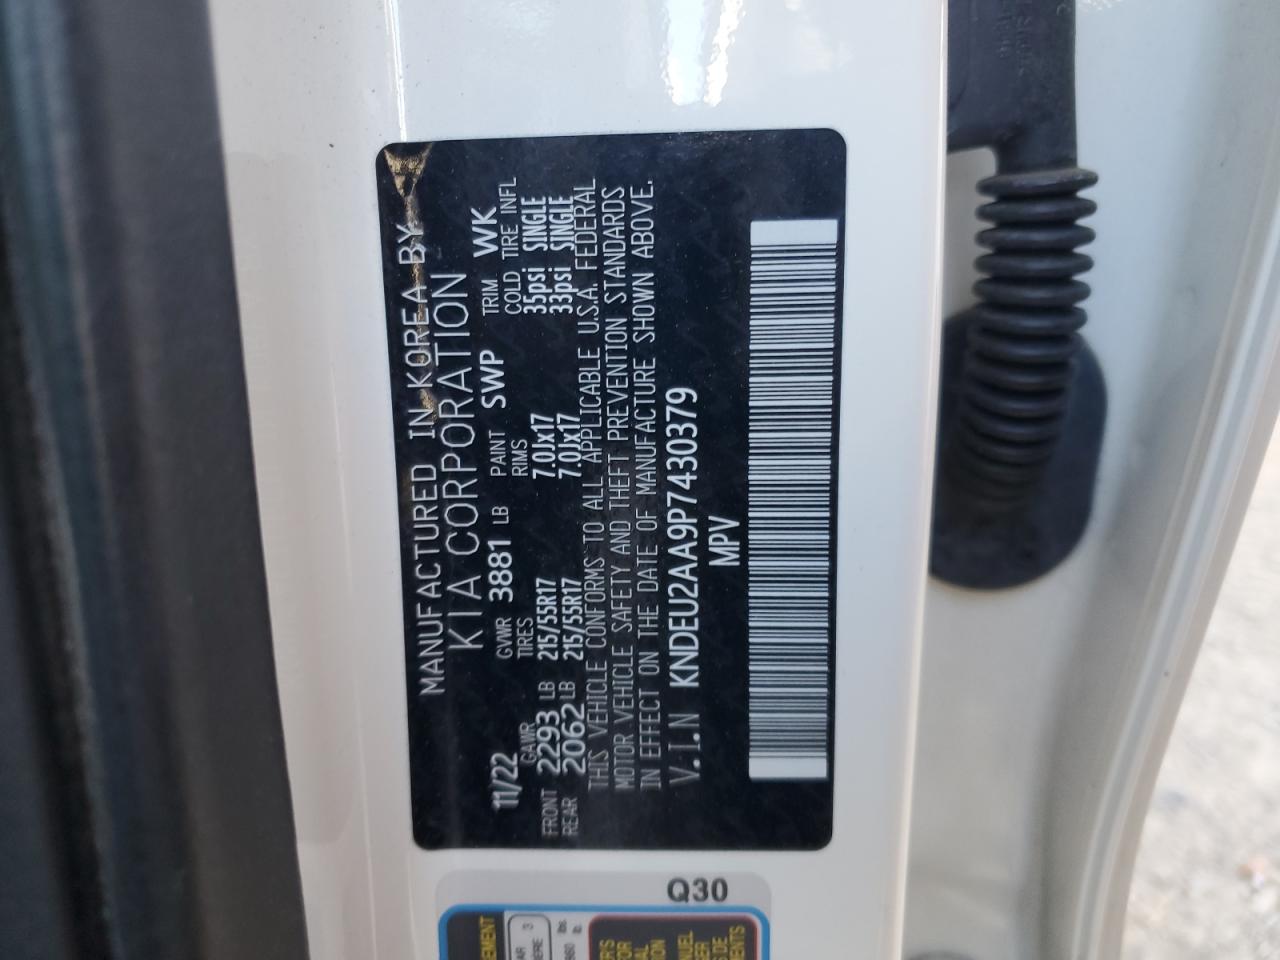 MANUFACTURED IN KOREA BY
KIA CORPORATION
11/22 GVWR 3881 LB PAINT SWP TRIM WK
GAWR TIRES RIMS COLD TIRE INFL
FRONT 2293 LB 215/55R17 7.0Jx17 35psi SINGLE
REAR 2062 LB 215/55R17 7.0Jx17 33psi SINGLE
THIS VEHICLE CONFORMS TO ALL APPLICABLE U.S.A. FEDERAL
MOTOR VEHICLE SAFETY AND THEFT PREVENTION STANDARDS
IN EFFECT ON THE DATE OF MANUFACTURE SHOWN ABOVE.
V.I.N KNDEU2AA9P7430379
MPV
Q30